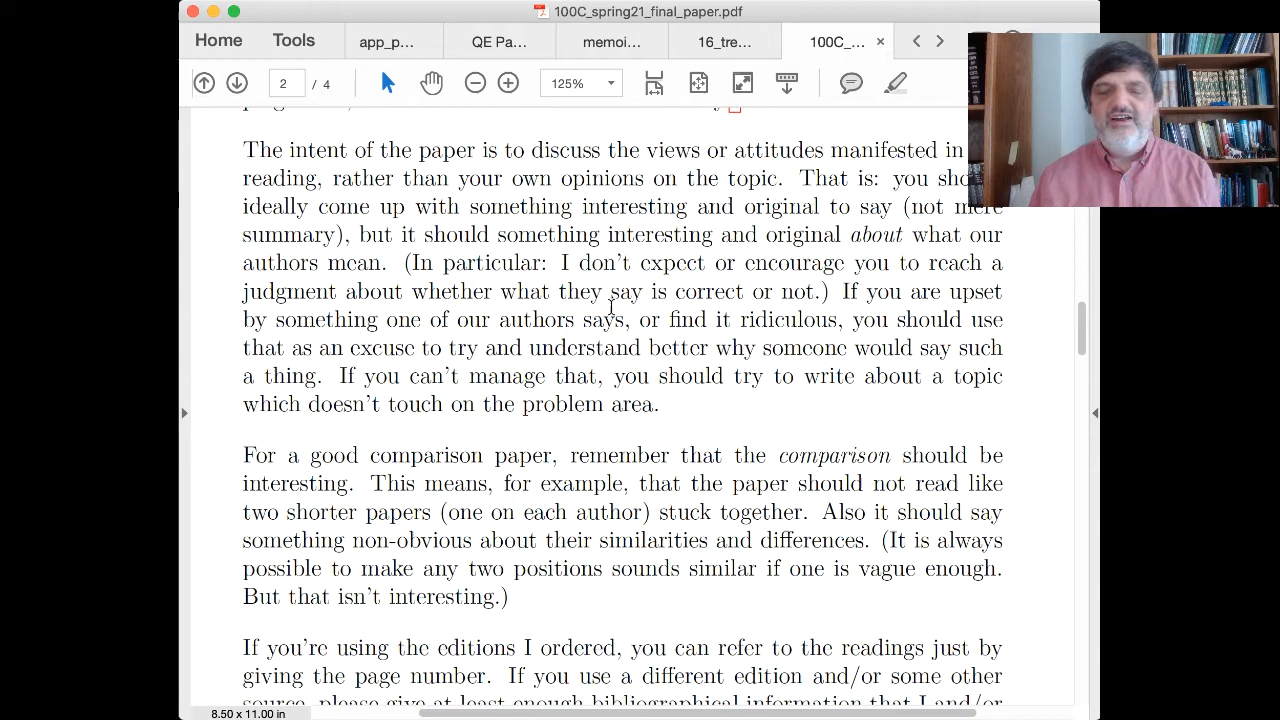 100C_spring21_final_paper.pdf
Home Tools app_p... QE Pa... memoi... 16_tre... 100C_... ×
2 / 4 125%
The intent of the paper is to discuss the views or attitudes manifested in
reading, rather than your own opinions on the topic. That is: you sho
ideally come up with something interesting and original to say (not mere
summary), but it should something interesting and original about what our
authors mean. (In particular: I don't expect or encourage you to reach a
judgment about whether what they say is correct or not.) If you are upset
by something one of our authors says, or find it ridiculous, you should use
that as an excuse to try and understand better why someone would say such
a thing. If you can't manage that, you should try to write about a topic
which doesn't touch on the problem area.
For a good comparison paper, remember that the comparison should be
interesting. This means, for example, that the paper should not read like
two shorter papers (one on each author) stuck together. Also it should say
something non-obvious about their similarities and differences. (It is always
possible to make any two positions sounds similar if one is vague enough.
But that isn't interesting.)
If you're using the editions I ordered, you can refer to the readings just by
giving the page number. If you use a different edition and/or some other
source, please give at least enough bibliographical information that I and/or
8.50 x 11.00 in